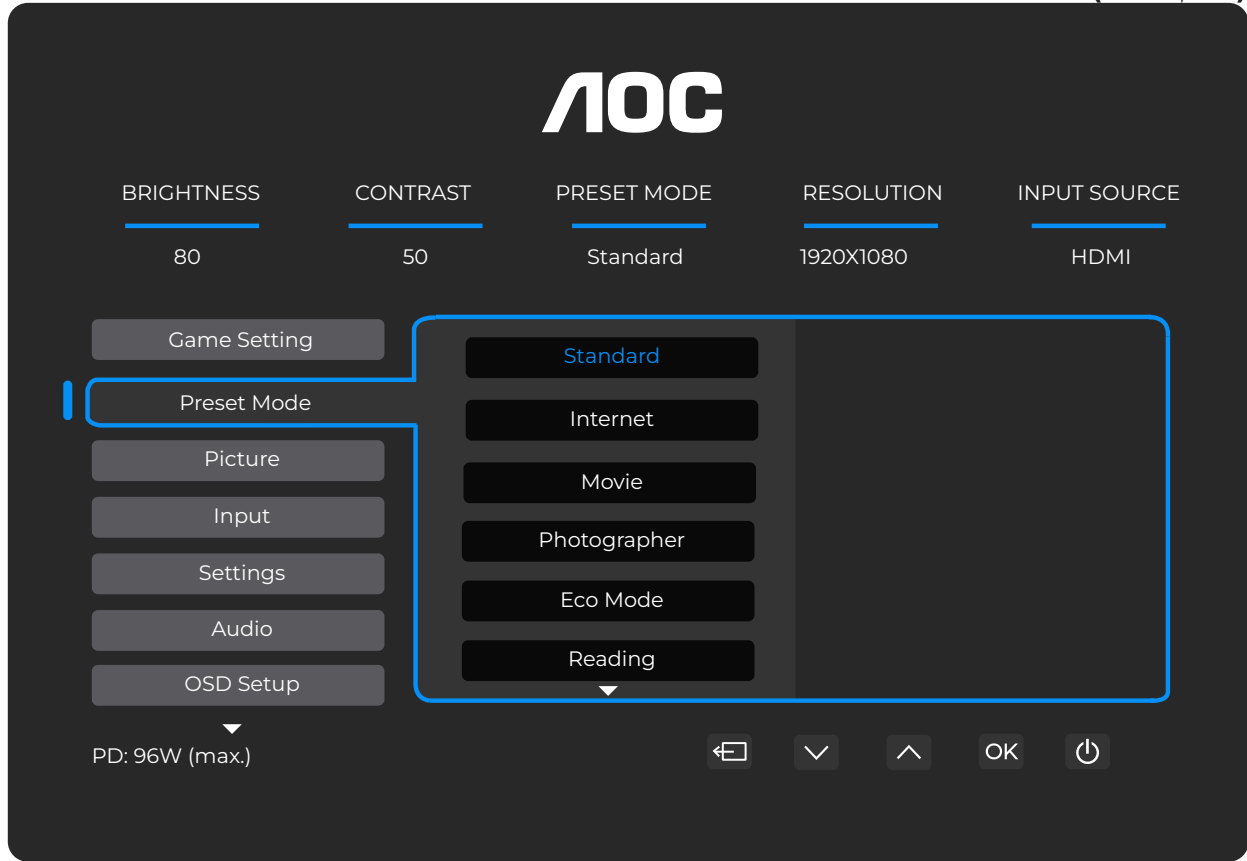 AOC
BRIGHTNESS CONTRAST PRESET MODE RESOLUTION INPUT SOURCE
80 50 Standard 1920X1080 HDMI
Game Setting
Preset Mode
Picture
Input
Settings
Audio
OSD Setup
Standard
Internet
Movie
Photographer
Eco Mode
Reading
PD: 96W (max.)
OK